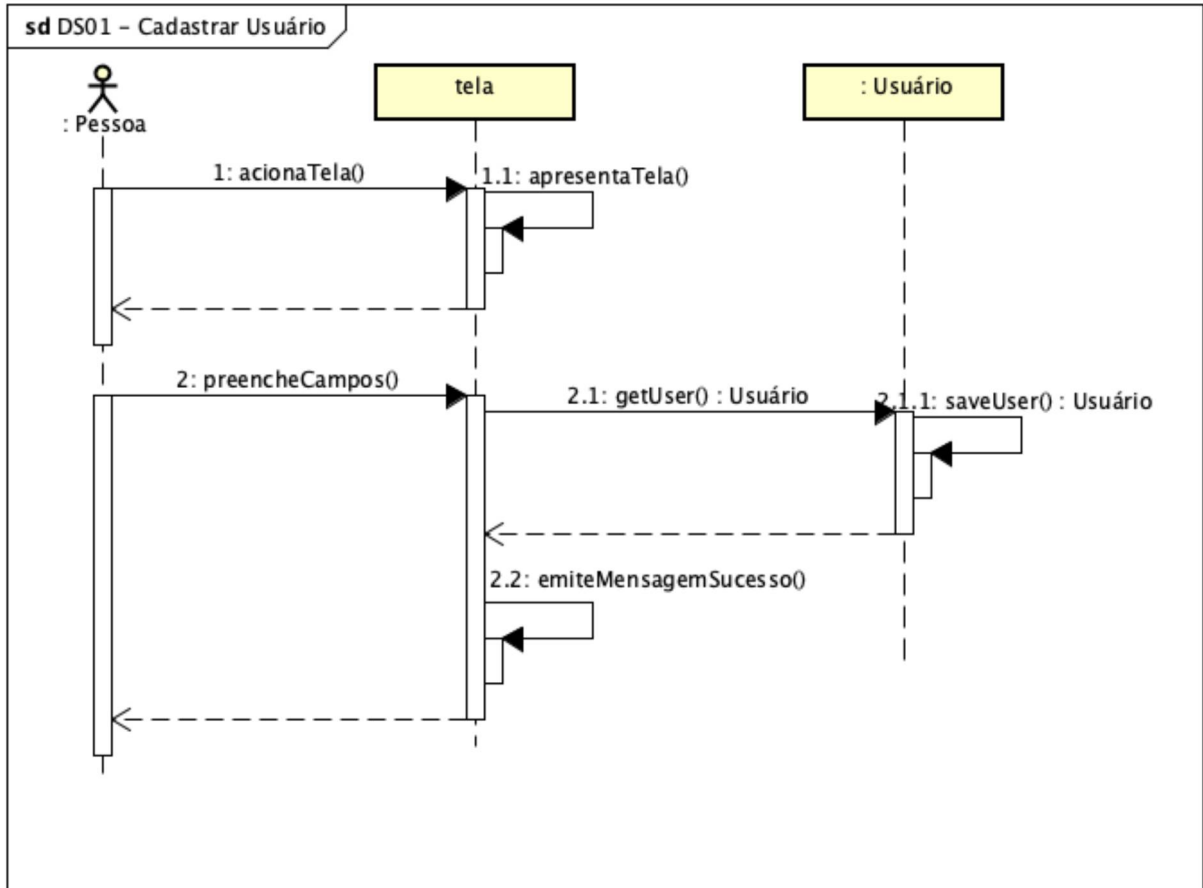 sd DS01 - Cadastrar Usuário
: Pessoa
tela
: Usuário
1: acionaTela()
1.1: apresentaTela()
2: preencheCampos()
2.1: getUser() : Usuário
2.1.1: saveUser() : Usuário
2.2: emiteMensagemSucesso()